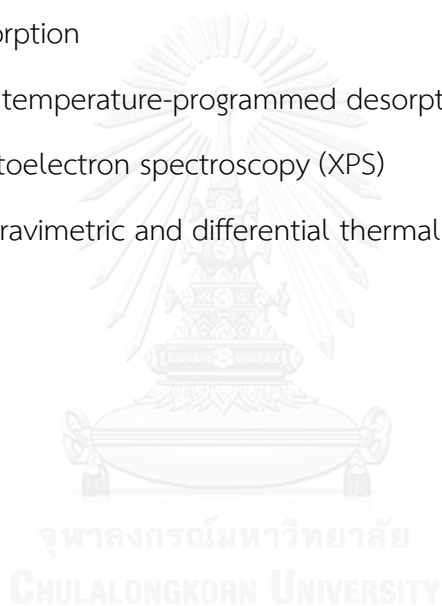 orption
temperature-programmed desorpt
toelectron spectroscopy (XPS)
ravimetric and differential thermal
จุฬาลงกรณ์มหาวิทยาลัย
CHULALONGKORN UNIVERSITY